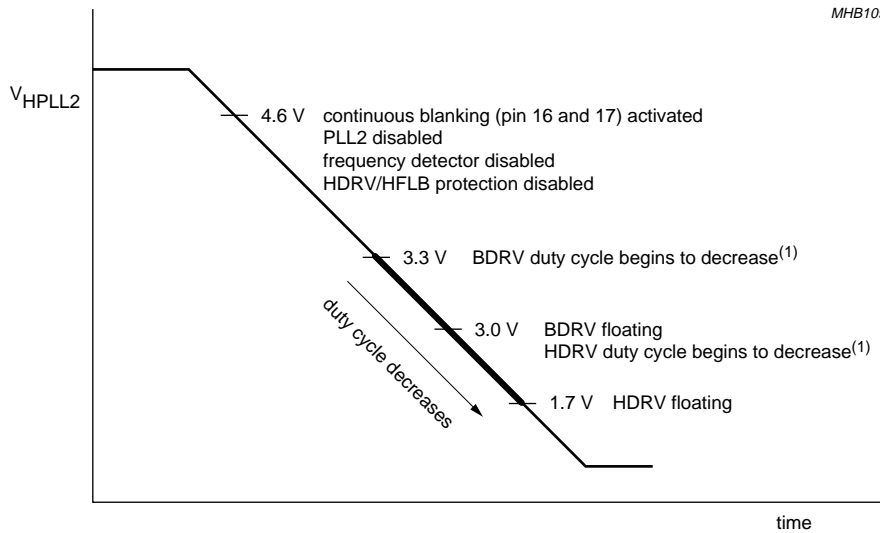 MHB10
VHPLL2
4.6 V continuous blanking (pin 16 and 17) activated
PLL2 disabled
frequency detector disabled
HDRV/HFLB protection disabled
3.3 V BDRV duty cycle begins to decrease(1)
duty cycle decreases
3.0 V BDRV floating
HDRV duty cycle begins to decrease(1)
1.7 V HDRV floating
time